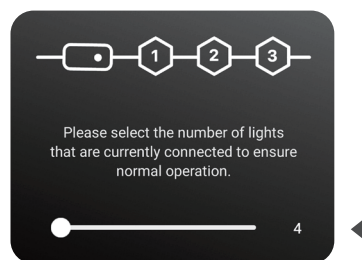 1 2 3
Please select the number of lights
that are currently connected to ensure
normal operation.
4